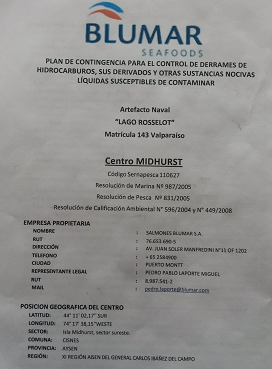 BLUMAR
SEAFOODS
PLAN DE CONTINGENCIA PARA EL CONTROL DE DERRAMES DE
HIDROCARBUROS, SUS DERIVADOS Y OTRAS SUSTANCIAS NOCIVAS
LÍQUIDAS SUSCEPTIBLES DE CONTAMINAR
Artefacto Naval
"LAGO ROSSELOT"
Matrícula 143 Valparaíso
Centro MIDHURST
Código Sernapesca 110627
Resolución de Marina Nº 987/2005
Resolución de Pesca Nº 831/2005
Resolución de Calificación Ambiental N° 596/2004 y N° 449/2008
EMPRESA PROPIETARIA
NOMBRE : SALMONES BLUMAR S.A.
RUT : 76.653.690-5
DIRECCIÓN : AV. JUAN SOLER MANFREDINI N°11 OF 1202
TELEFONO : + 65 2584900
CIUDAD : PUERTO MONTT
REPRESENTANTE LEGAL : PEDRO PABLO LAPORTE MIGUEL
RUT : 8.987.541-2
MAIL : pedro.laporte@blumar.com
POSICION GEOGRAFICA DEL CENTRO
LATITUD: 44° 11' 02,17" SUR
LONGITUD: 74° 17' 38,15"WESTE
SECTOR: Isla Midhurst, sector sureste.
COMUNA: CISNES
PROVINCIA: AYSEN
REGIÓN: XI REGIÓN AISEN DEL GENERAL CARLOS IBAÑEZ DEL CAMPO